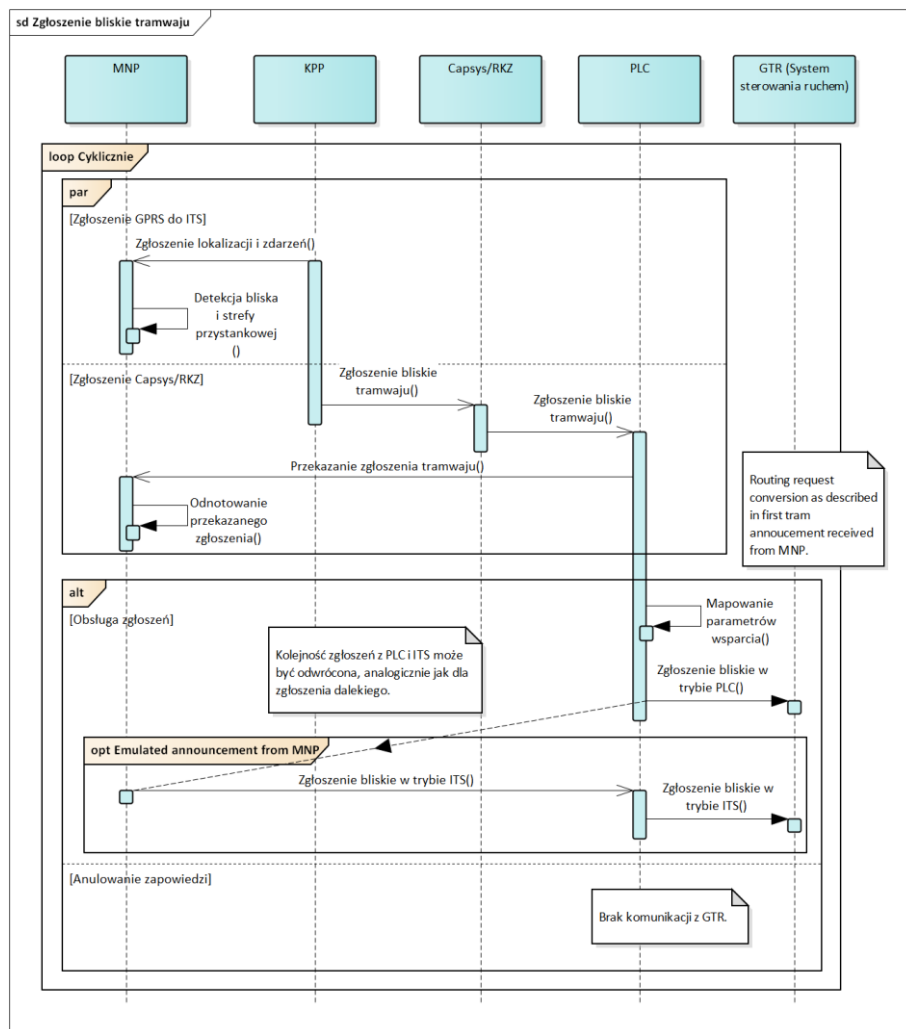 sd Zgłoszenie bliskie tramwaju
MNP
KPP
Capsys/RKZ
PLC
GTR (System
sterowania ruchem)
loop Cyklicznie
par
[Zgłoszenie GPRS do ITS]
Zgłoszenie lokalizacji i zdarzeń()
Detekcja bliska
i strefy
przystankowej
()
[Zgłoszenie Capsys/RKZ]
Zgłoszenie bliskie
tramwaju()
Zgłoszenie bliskie
tramwaju()
Przekazanie zgłoszenia tramwaju()
Odnotowanie
przekazanego
zgłoszenia()
Routing request
conversion as described
in first tram
annoucement received
from MNP.
alt
[Obsługa zgłoszeń]
Mapowanie
parametrów
wsparcia()
Kolejność zgłoszeń z PLC i ITS może
być odwrócona, analogicznie jak dla
zgłoszenia dalekiego.
Zgłoszenie bliskie w
trybie PLC()
opt Emulated announcement from MNP
Zgłoszenie bliskie w trybie ITS()
Zgłoszenie bliskie w
trybie ITS()
[Anulowanie zapowiedzi]
Brak komunikacji z GTR.